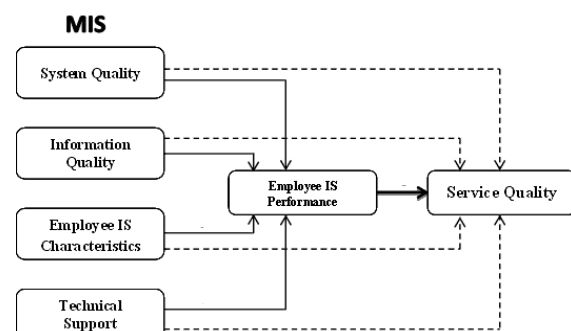 MIS
System Quality
Information
Quality
Employee IS
Performance
Service Quality
Employee IS
Characteristics
Technical
Support